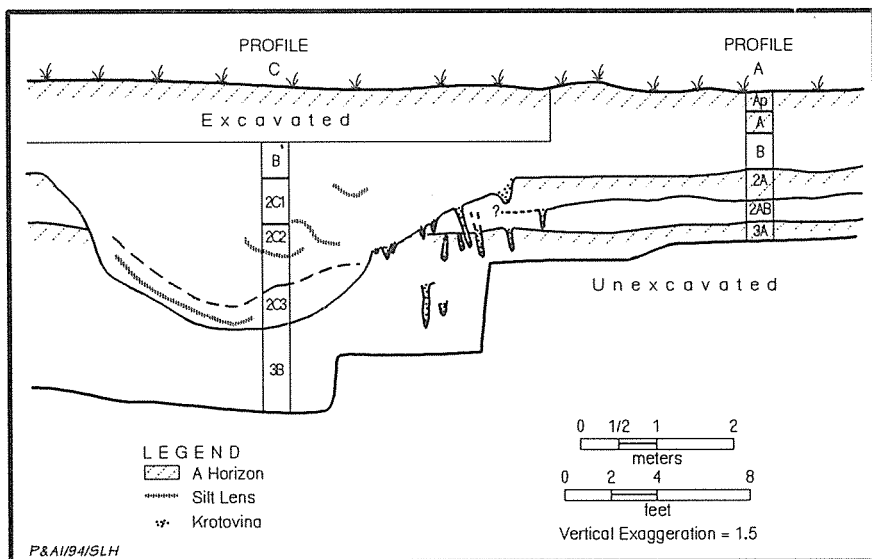 PROFILE
C
PROFILE
A
Excavated
Ap
A
B
2A
2AB
3A
B
2C1
2C2
2C3
3B
?
Unexcavated
LEGEND
A Horizon
Silt Lens
Krotovina
0 1/2 1 2
meters
0 2 4 8
feet
Vertical Exaggeration = 1.5
P&AI/94/SLH